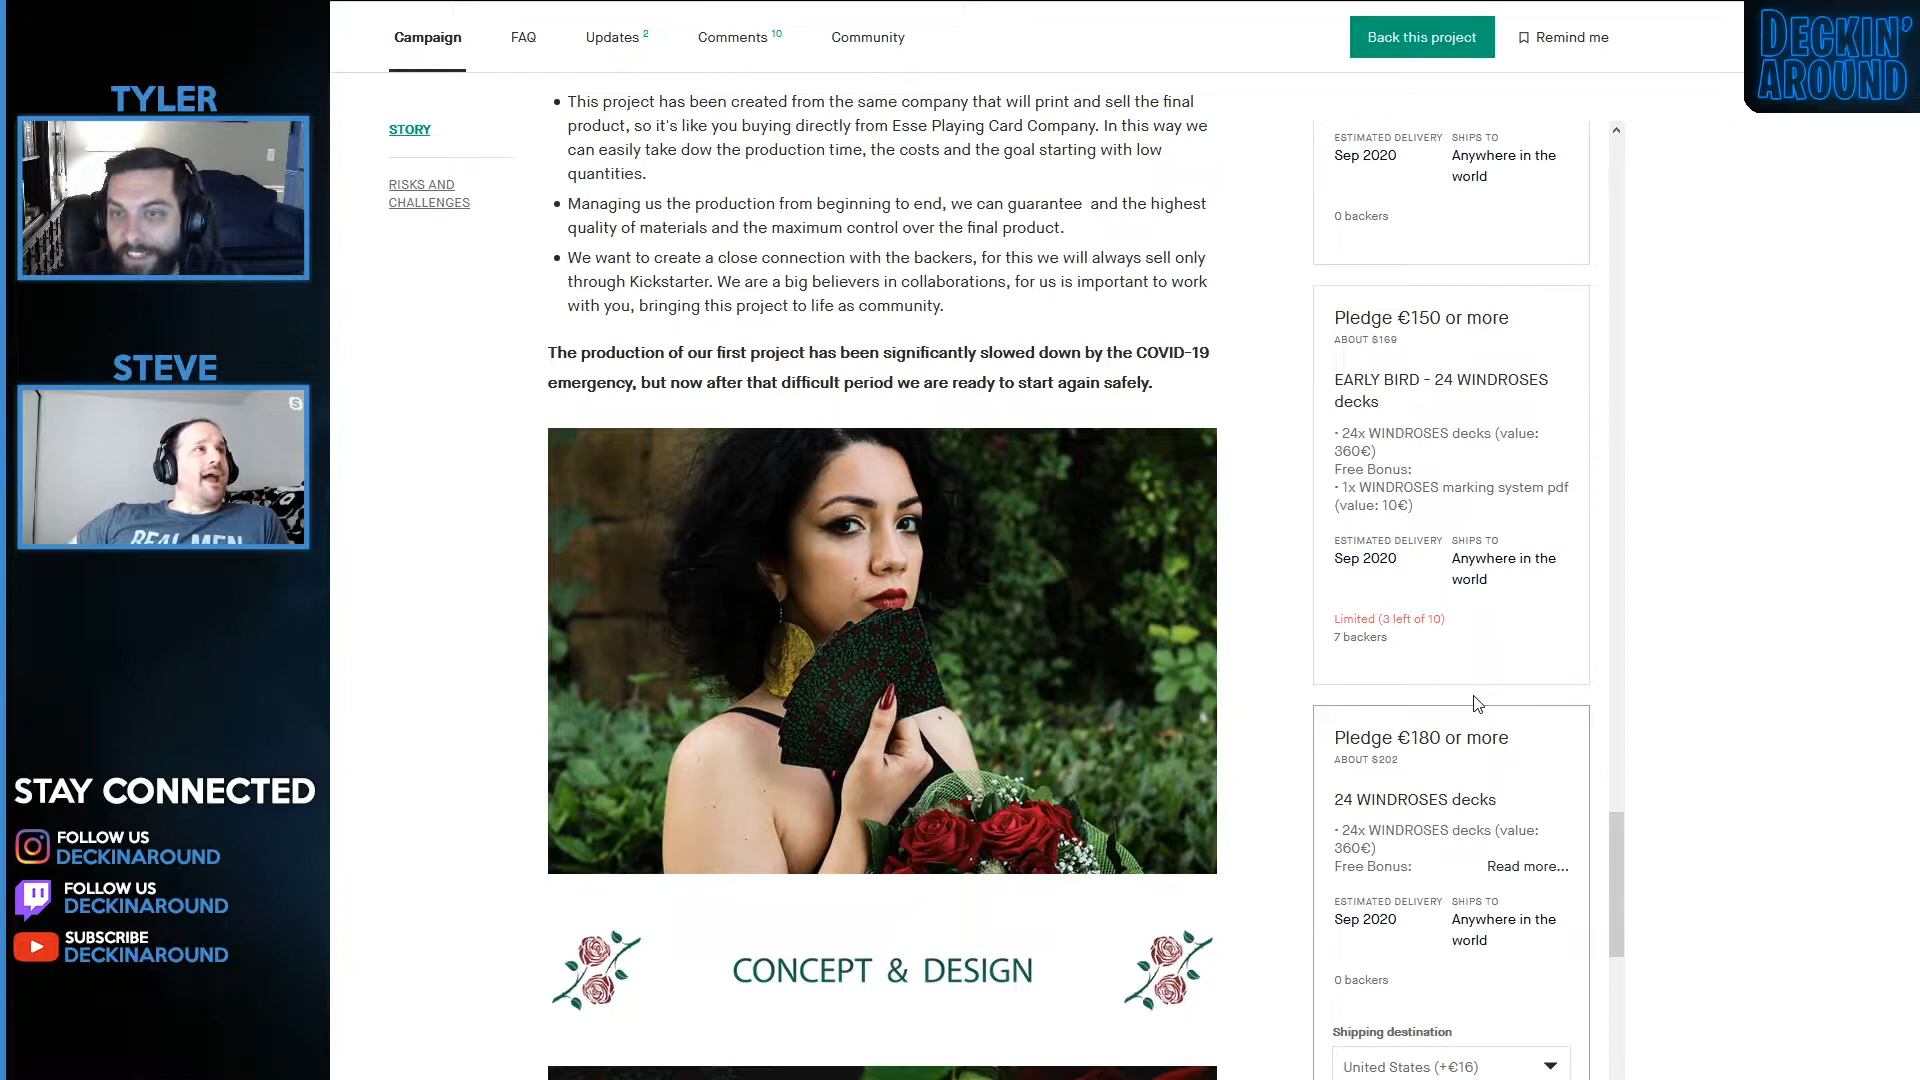 TYLER
STEVE
REAL MEN
STAY CONNECTED
FOLLOW US
DECKINAROUND
FOLLOW US
DECKINAROUND
SUBSCRIBE
DECKINAROUND
Campaign
FAQ
Updates 2
Comments 10
Community
Back this project
Remind me
DECKIN'
AROUND
STORY
RISKS AND
CHALLENGES
• This project has been created from the same company that will print and sell the final
product, so it's like you buying directly from Esse Playing Card Company. In this way we
can easily take dow the production time, the costs and the goal starting with low
quantities.
• Managing us the production from beginning to end, we can guarantee and the highest
quality of materials and the maximum control over the final product.
• We want to create a close connection with the backers, for this we will always sell only
through Kickstarter. We are a big believers in collaborations, for us is important to work
with you, bringing this project to life as community.
The production of our first project has been significantly slowed down by the COVID-19
emergency, but now after that difficult period we are ready to start again safely.
CONCEPT & DESIGN
ESTIMATED DELIVERY SHIPS TO
Sep 2020 Anywhere in the
world
0 backers
Pledge €150 or more
ABOUT $169
EARLY BIRD - 24 WINDROSES
decks
• 24x WINDROSES decks (value:
360€)
Free Bonus:
• 1x WINDROSES marking system pdf
(value: 10€)
ESTIMATED DELIVERY SHIPS TO
Sep 2020 Anywhere in the
world
Limited (3 left of 10)
7 backers
Pledge €180 or more
ABOUT $202
24 WINDROSES decks
• 24x WINDROSES decks (value:
360€)
Free Bonus: Read more...
ESTIMATED DELIVERY SHIPS TO
Sep 2020 Anywhere in the
world
0 backers
Shipping destination
United States (+€16)